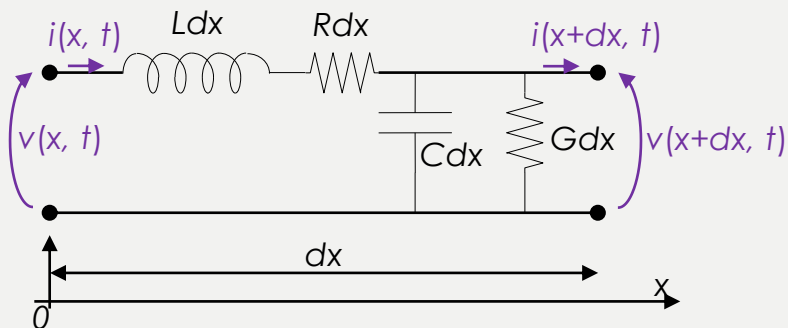 i(x, t)
Ldx
Rdx
i(x+dx, t)
v(x, t)
Cdx
Gdx
v(x+dx, t)
dx
x
0